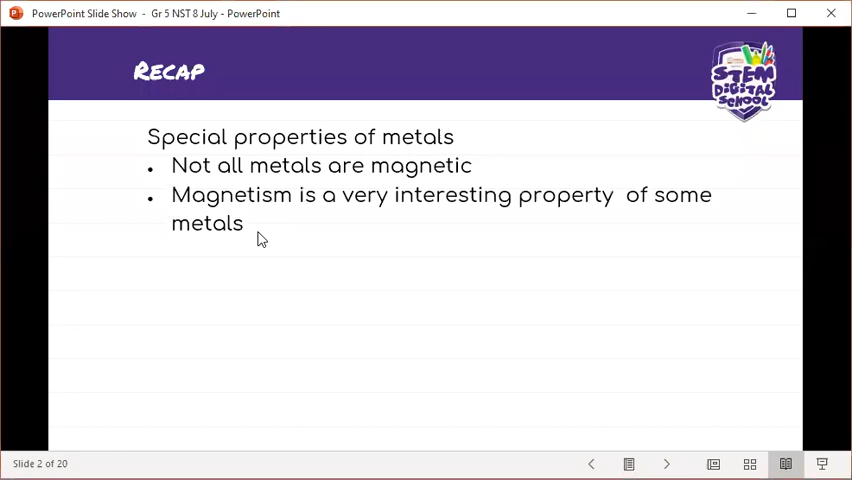 PowerPoint Slide Show - Gr 5 NST 8 July - PowerPoint
RECAP
STEM
DIGITAL
SCHOOL
Special properties of metals
• Not all metals are magnetic
• Magnetism is a very interesting property of some
metals
Slide 2 of 20